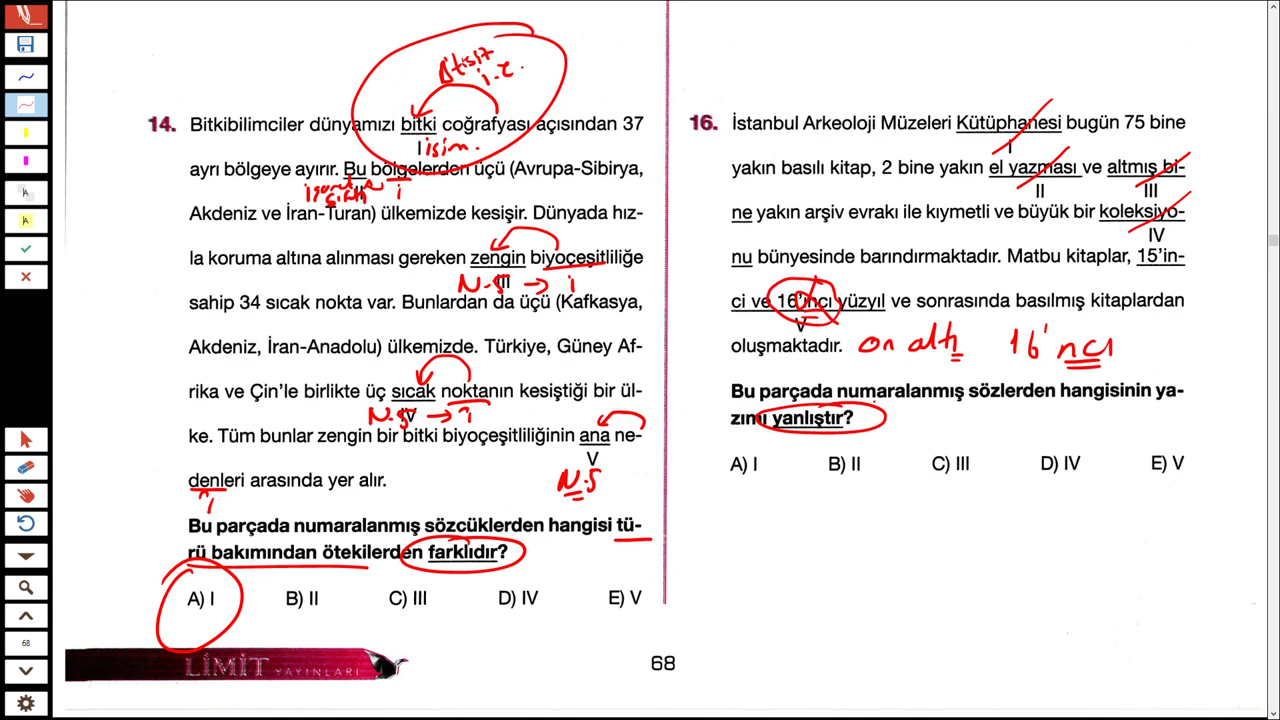 14. Bitkibilimciler dünyamızı bitki coğrafyası açısından 37
ayrı bölgeye ayırır. Bu bölgelerden üçü (Avrupa-Sibirya,
Akdeniz ve İran-Turan) ülkemizde kesişir. Dünyada hız-
la koruma altına alınması gereken zengin biyoçeşitliliğe
sahip 34 sıcak nokta var. Bunlardan da üçü (Kafkasya,
Akdeniz, İran-Anadolu) ülkemizde. Türkiye, Güney Af-
rika ve Çin'le birlikte üç sıcak noktanın kesiştiği bir ül-
ke. Tüm bunlar zengin bir bitki biyoçeşitliliğinin ana ne-
denleri arasında yer alır.
I isim.
i
III
N.S → i
IV
N.S → i
V
N.S
i
Bu parçada numaralanmış sözcüklerden hangisi tü-
rü bakımından ötekilerden farklıdır?
A) I B) II C) III D) IV E) V
LİMİT YAYINLARI
68
16. İstanbul Arkeoloji Müzeleri Kütüphanesi bugün 75 bine
I
yakın basılı kitap, 2 bine yakın el yazması ve altmış bi-
II III
ne yakın arşiv evrakı ile kıymetli ve büyük bir koleksiyo-
IV
nu bünyesinde barındırmaktadır. Matbu kitaplar, 15'in-
ci ve 16'inci yüzyıl ve sonrasında basılmış kitaplardan
V
oluşmaktadır. on altı 16'ncı
Bu parçada numaralanmış sözlerden hangisinin ya-
zımı yanlıştır?
A) I B) II C) III D) IV E) V
68